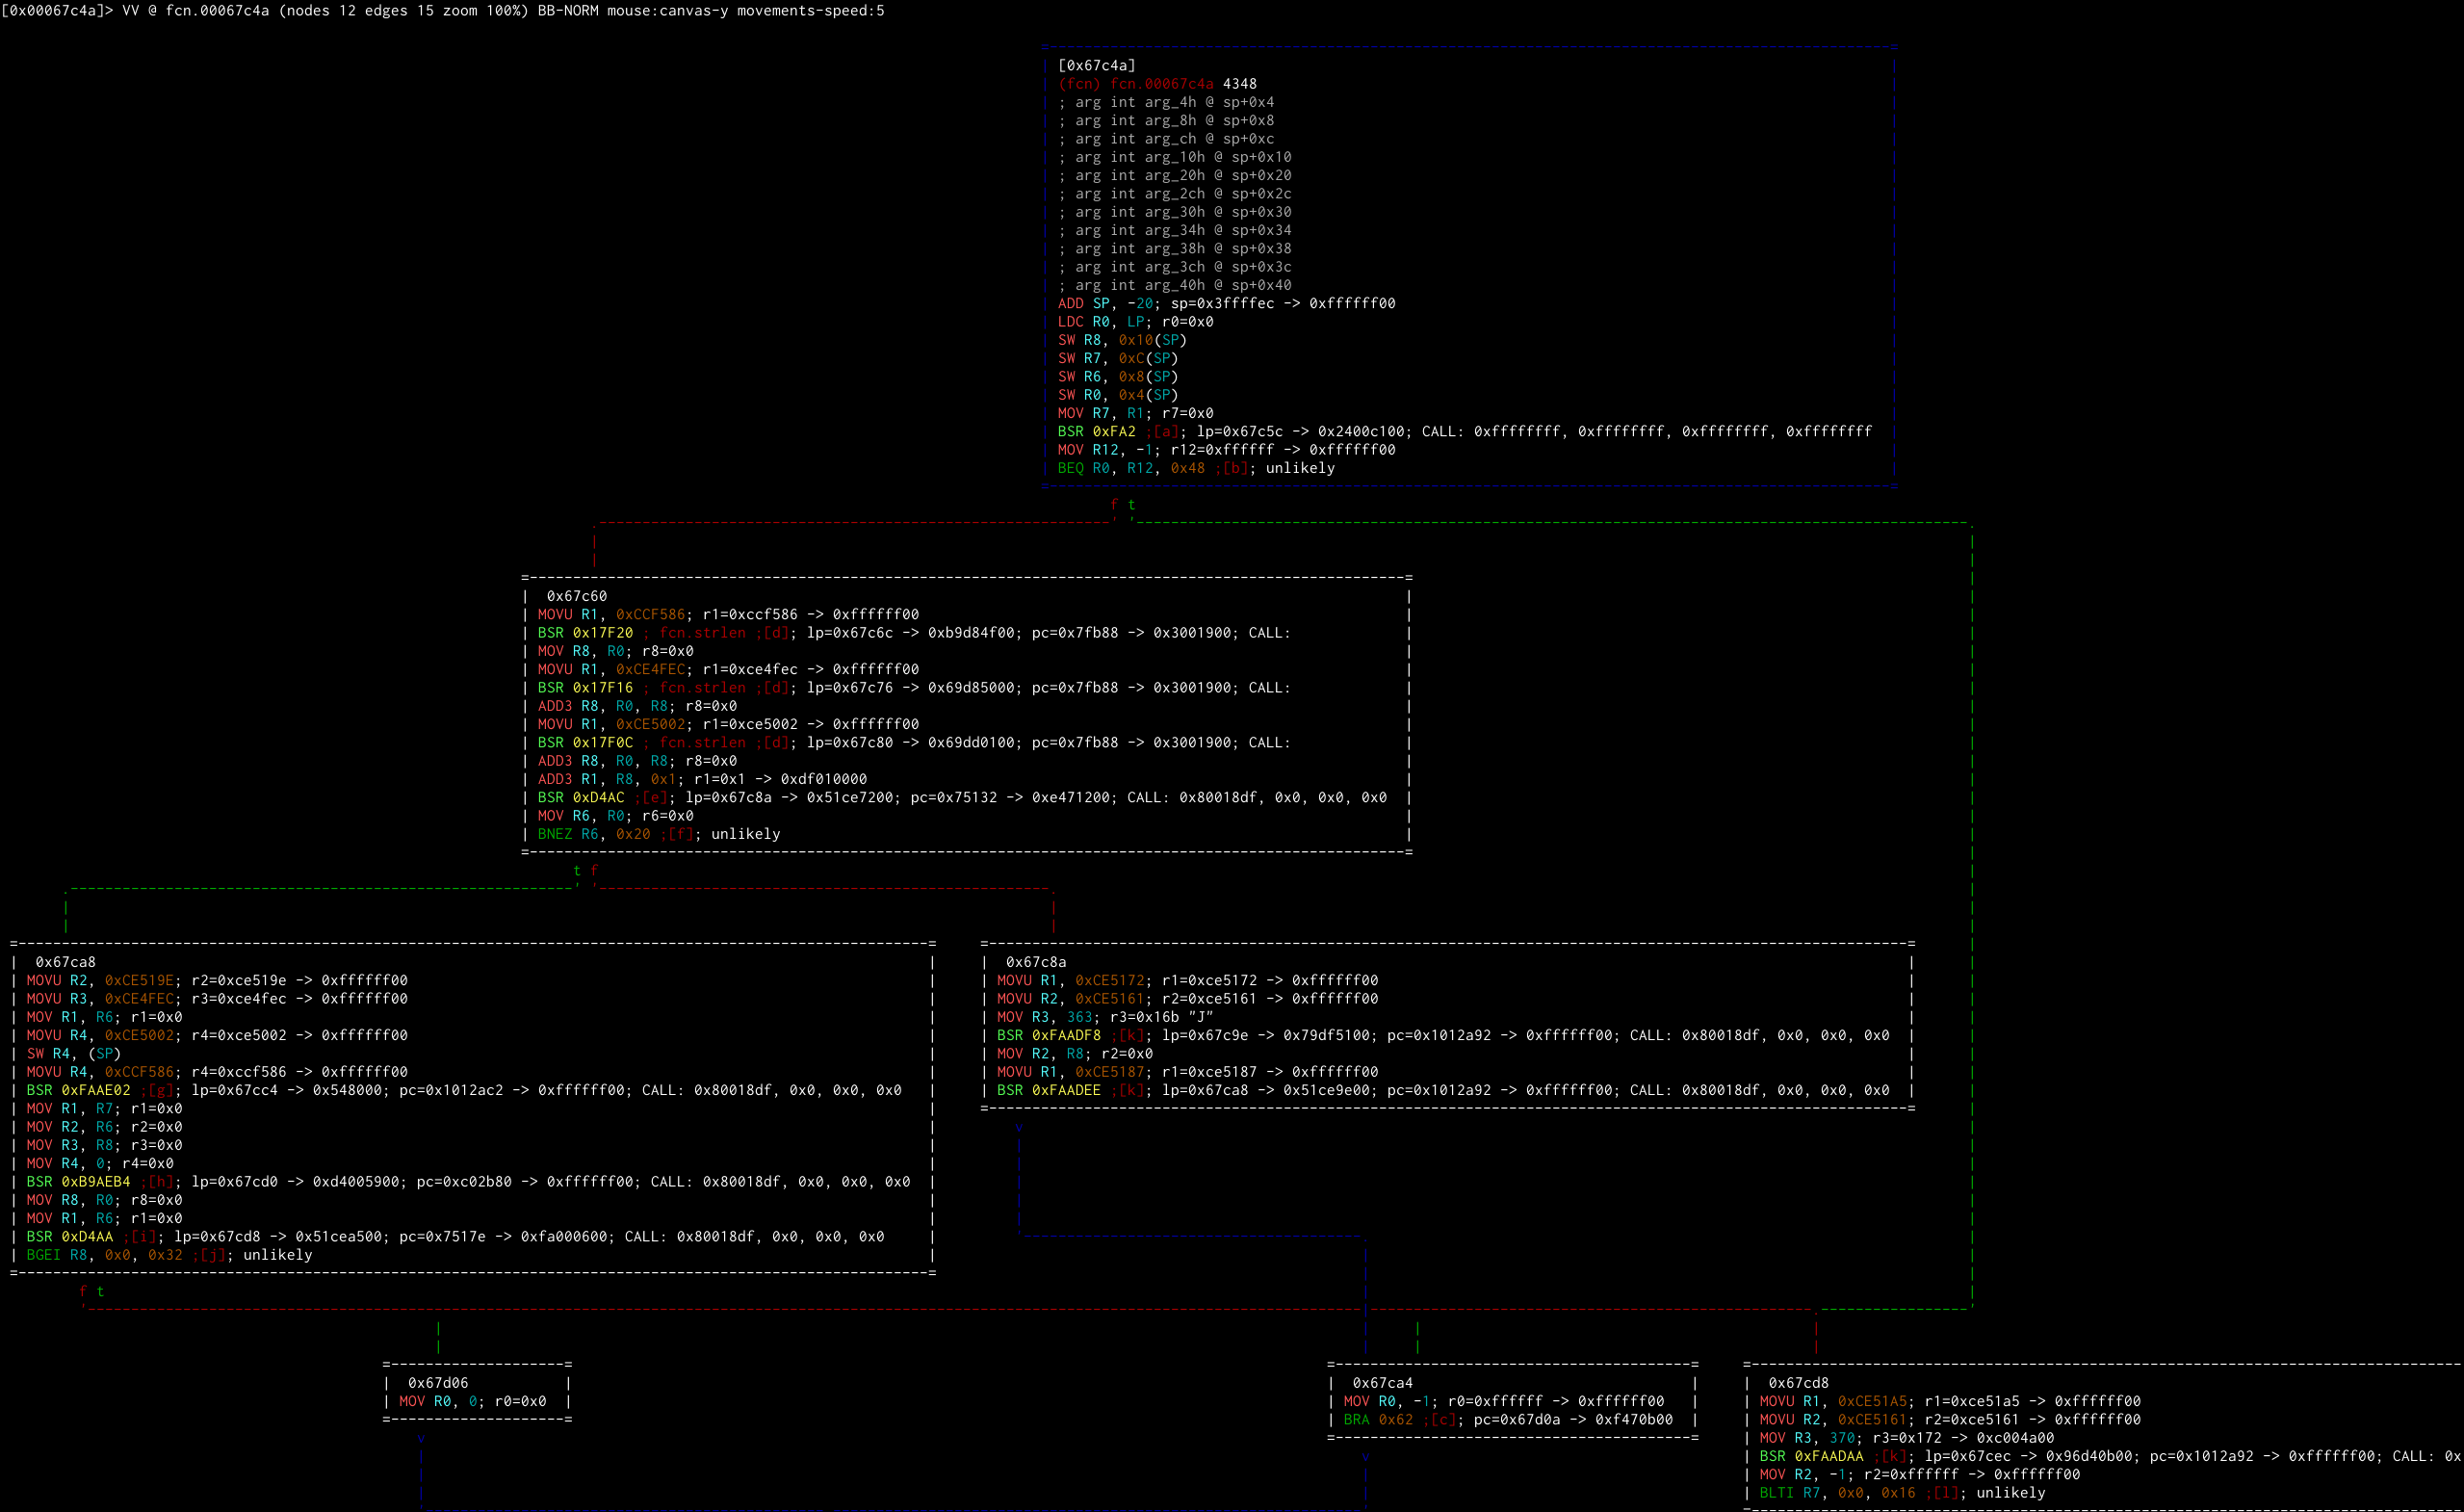 [0x00067c4a]> VV @ fcn.00067c4a (nodes 12 edges 15 zoom 100%) BB-NORM mouse:canvas-y movements-speed:5
[0x67c4a]
(fcn) fcn.00067c4a 4348
; arg int arg_4h @ sp+0x4
; arg int arg_8h @ sp+0x8
; arg int arg_ch @ sp+0xc
; arg int arg_10h @ sp+0x10
; arg int arg_20h @ sp+0x20
; arg int arg_2ch @ sp+0x2c
; arg int arg_30h @ sp+0x30
; arg int arg_34h @ sp+0x34
; arg int arg_38h @ sp+0x38
; arg int arg_3ch @ sp+0x3c
; arg int arg_40h @ sp+0x40
ADD SP, -20; sp=0x3ffffec -> 0xffffff00
LDC R0, LP; r0=0x0
SW R8, 0x10(SP)
SW R7, 0xC(SP)
SW R6, 0x8(SP)
SW R0, 0x4(SP)
MOV R7, R1; r7=0x0
BSR 0xFA2 ;[a]; lp=0x67c5c -> 0x2400c100; CALL: 0xffffffff, 0xffffffff, 0xffffffff, 0xffffffff
MOV R12, -1; r12=0xffffff -> 0xffffff00
BEQ R0, R12, 0x48 ;[b]; unlikely
f t
0x67c60
MOVU R1, 0xCCF586; r1=0xccf586 -> 0xffffff00
BSR 0x17F20 ; fcn.strlen ;[d]; lp=0x67c6c -> 0xb9d84f00; pc=0x7fb88 -> 0x3001900; CALL:
MOV R8, R0; r8=0x0
MOVU R1, 0xCE4FEC; r1=0xce4fec -> 0xffffff00
BSR 0x17F16 ; fcn.strlen ;[d]; lp=0x67c76 -> 0x69d85000; pc=0x7fb88 -> 0x3001900; CALL:
ADD3 R8, R0, R8; r8=0x0
MOVU R1, 0xCE5002; r1=0xce5002 -> 0xffffff00
BSR 0x17F0C ; fcn.strlen ;[d]; lp=0x67c80 -> 0x69dd0100; pc=0x7fb88 -> 0x3001900; CALL:
ADD3 R8, R0, R8; r8=0x0
ADD3 R1, R8, 0x1; r1=0x1 -> 0xdf010000
BSR 0xD4AC ;[e]; lp=0x67c8a -> 0x51ce7200; pc=0x75132 -> 0xe471200; CALL: 0x80018df, 0x0, 0x0, 0x0
MOV R6, R0; r6=0x0
BNEZ R6, 0x20 ;[f]; unlikely
t f
0x67ca8
MOVU R2, 0xCE519E; r2=0xce519e -> 0xffffff00
MOVU R3, 0xCE4FEC; r3=0xce4fec -> 0xffffff00
MOV R1, R6; r1=0x0
MOVU R4, 0xCE5002; r4=0xce5002 -> 0xffffff00
SW R4, (SP)
MOVU R4, 0xCCF586; r4=0xccf586 -> 0xffffff00
BSR 0xFAAE02 ;[g]; lp=0x67cc4 -> 0x548000; pc=0x1012ac2 -> 0xffffff00; CALL: 0x80018df, 0x0, 0x0, 0x0
MOV R1, R7; r1=0x0
MOV R2, R6; r2=0x0
MOV R3, R8; r3=0x0
MOV R4, 0; r4=0x0
BSR 0xB9AEB4 ;[h]; lp=0x67cd0 -> 0xd4005900; pc=0xc02b80 -> 0xffffff00; CALL: 0x80018df, 0x0, 0x0, 0x0
MOV R8, R0; r8=0x0
MOV R1, R6; r1=0x0
BSR 0xD4AA ;[i]; lp=0x67cd8 -> 0x51cea500; pc=0x7517e -> 0xfa000600; CALL: 0x80018df, 0x0, 0x0, 0x0
BGEI R8, 0x0, 0x32 ;[j]; unlikely
0x67c8a
MOVU R1, 0xCE5172; r1=0xce5172 -> 0xffffff00
MOVU R2, 0xCE5161; r2=0xce5161 -> 0xffffff00
MOV R3, 363; r3=0x16b "J"
BSR 0xFAADF8 ;[k]; lp=0x67c9e -> 0x79df5100; pc=0x1012a92 -> 0xffffff00; CALL: 0x80018df, 0x0, 0x0, 0x0
MOV R2, R8; r2=0x0
MOVU R1, 0xCE5187; r1=0xce5187 -> 0xffffff00
BSR 0xFAADEE ;[k]; lp=0x67ca8 -> 0x51ce9e00; pc=0x1012a92 -> 0xffffff00; CALL: 0x80018df, 0x0, 0x0, 0x0
v
f t
0x67d06
MOV R0, 0; r0=0x0
v
0x67ca4
MOV R0, -1; r0=0xffffff -> 0xffffff00
BRA 0x62 ;[c]; pc=0x67d0a -> 0xf470b00
v
0x67cd8
MOVU R1, 0xCE51A5; r1=0xce51a5 -> 0xffffff00
MOVU R2, 0xCE5161; r2=0xce5161 -> 0xffffff00
MOV R3, 370; r3=0x172 -> 0xc004a00
BSR 0xFAADAA ;[k]; lp=0x67cec -> 0x96d40b00; pc=0x1012a92 -> 0xffffff00; CALL: 0x
MOV R2, -1; r2=0xffffff -> 0xffffff00
BLTI R7, 0x0, 0x16 ;[l]; unlikely